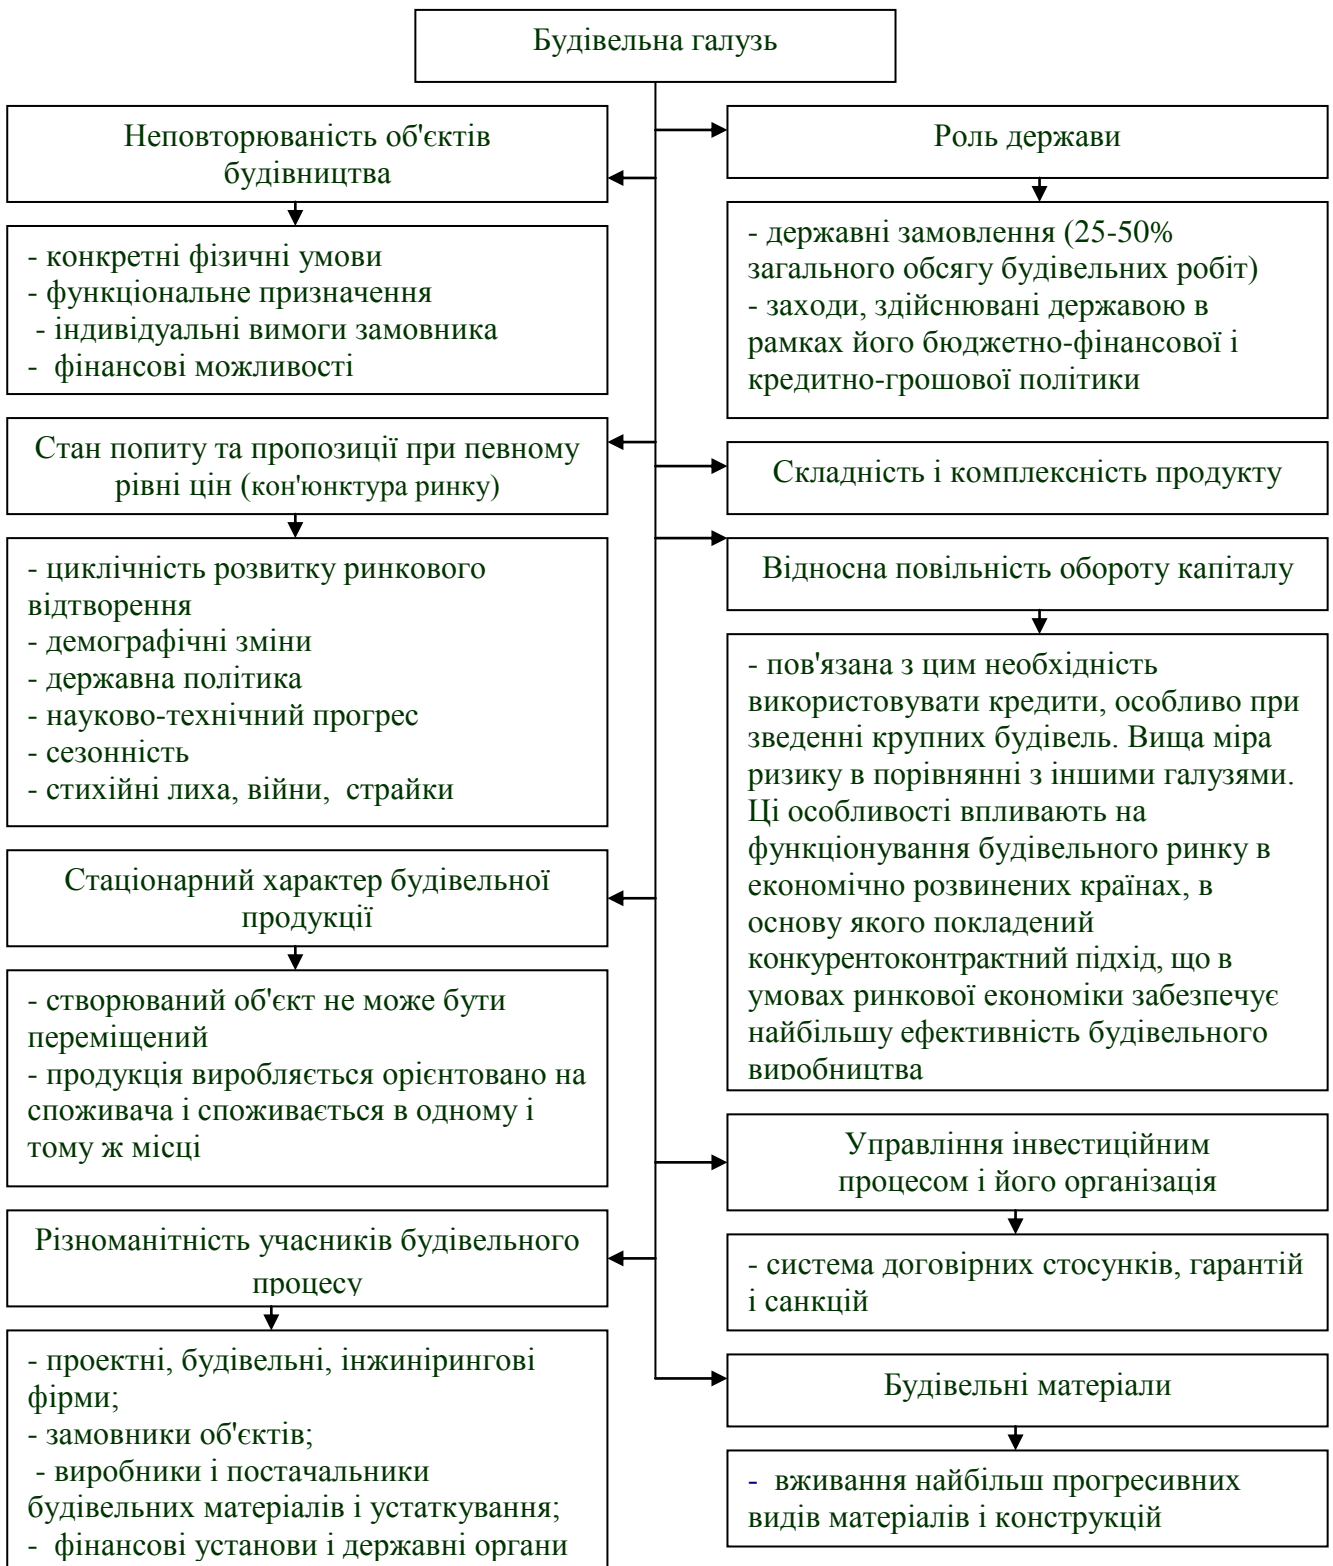 Будівельна галузь
Неповторюваність об'єктів
будівництва
- конкретні фізичні умови
- функціональне призначення
- індивідуальні вимоги замовника
- фінансові можливості
Стан попиту та пропозиції при певному
рівні цін (кон'юнктура ринку)
- циклічність розвитку ринкового
відтворення
- демографічні зміни
- державна політика
- науково-технічний прогрес
- сезонність
- стихійні лиха, війни, страйки
Стаціонарний характер будівельної
продукції
- створюваний об'єкт не може бути
переміщений
- продукція виробляється орієнтовано на
споживача і споживається в одному і
тому ж місці
Різноманітність учасників будівельного
процесу
- проектні, будівельні, інжинірингові
фірми;
- замовники об'єктів;
- виробники і постачальники
будівельних матеріалів і устаткування;
- фінансові установи і державні органи
Роль держави
- державні замовлення (25-50%
загального обсягу будівельних робіт)
- заходи, здійснювані державою в
рамках його бюджетно-фінансової і
кредитно-грошової політики
Складність і комплексність продукту
Відносна повільність обороту капіталу
- пов'язана з цим необхідність
використовувати кредити, особливо при
зведенні крупних будівель. Вища міра
ризику в порівнянні з іншими галузями.
Ці особливості впливають на
функціонування будівельного ринку в
економічно розвинених країнах, в
основу якого покладений
конкурентоконтрактний підхід, що в
умовах ринкової економіки забезпечує
найбільшу ефективність будівельного
виробництва
Управління інвестиційним
процесом і його організація
- система договірних стосунків, гарантій
і санкцій
Будівельні матеріали
- вживання найбільш прогресивних
видів матеріалів і конструкцій